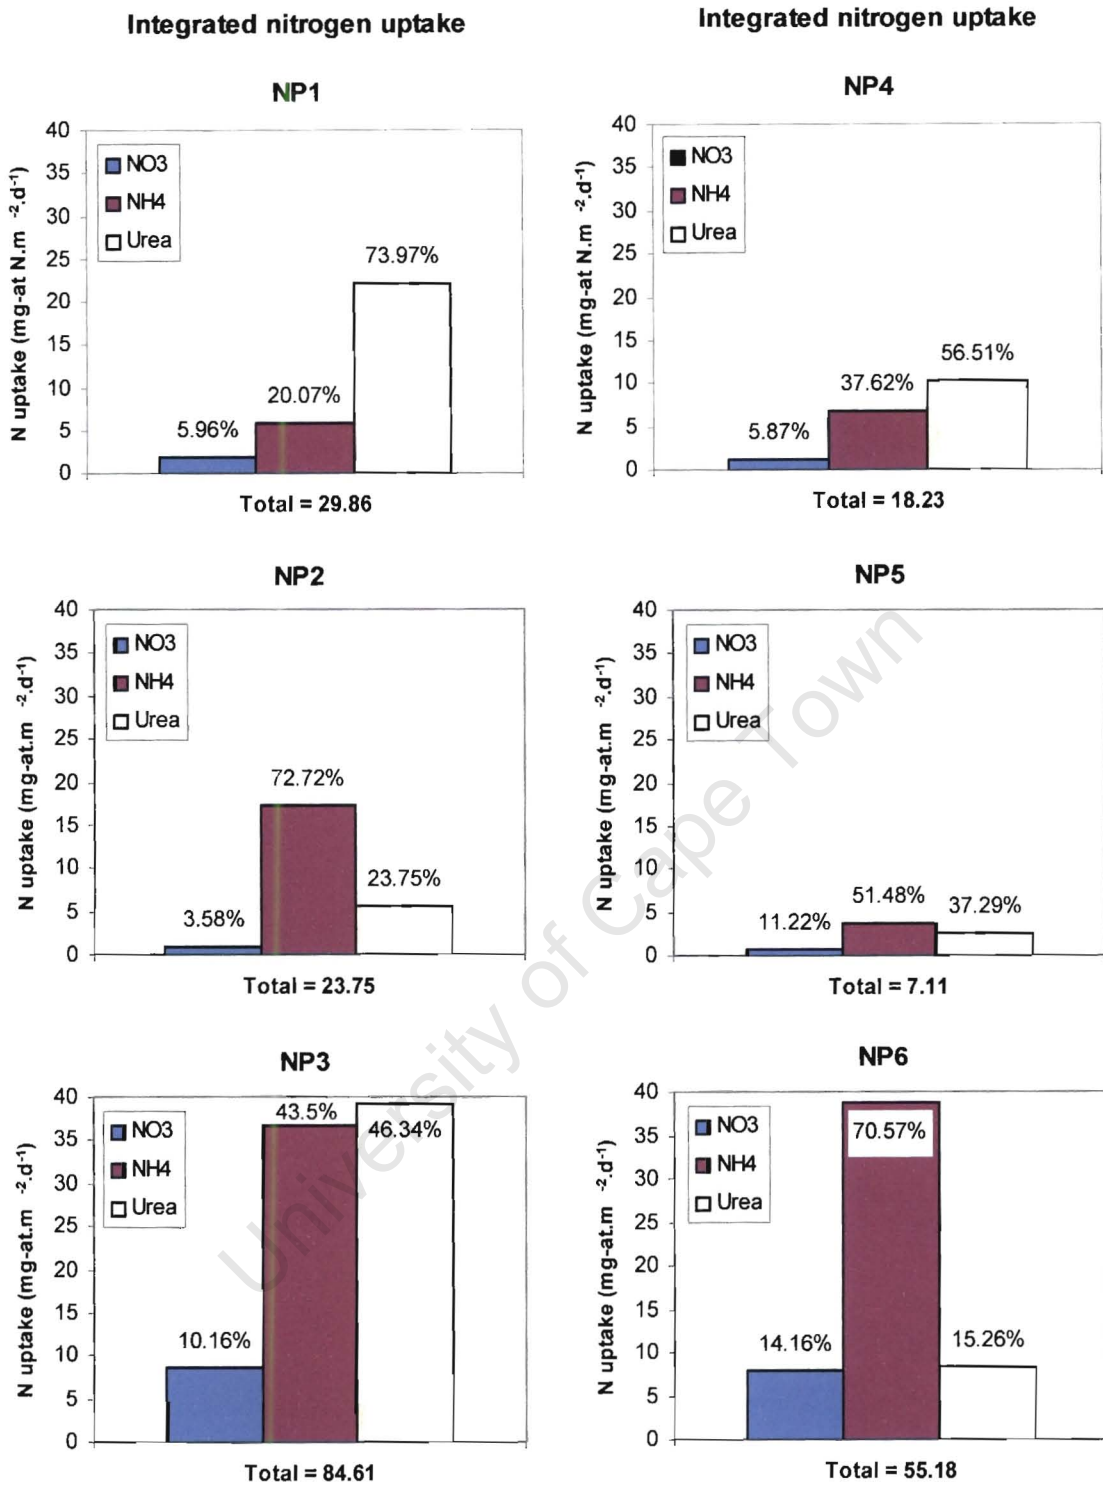 Integrated nitrogen uptake
NP1
N uptake (mg-at N.m -2.d-1)
40
35
30
25
20
15
10
5
0
NO3
NH4
Urea
5.96%
20.07%
73.97%
Total = 29.86
NP2
N uptake (mg-at.m -2.d-1)
40
35
30
25
20
15
10
5
0
NO3
NH4
Urea
3.58%
72.72%
23.75%
Total = 23.75
NP3
N uptake (mg-at.m -2.d-1)
40
35
30
25
20
15
10
5
0
NO3
NH4
Urea
10.16%
43.5%
46.34%
Total = 84.61
Integrated nitrogen uptake
NP4
N uptake (mg-at N.m -2.d-1)
40
35
30
25
20
15
10
5
0
NO3
NH4
Urea
5.87%
37.62%
56.51%
Total = 18.23
NP5
N uptake (mg-at.m -2.d-1)
40
35
30
25
20
15
10
5
0
NO3
NH4
Urea
11.22%
51.48%
37.29%
Total = 7.11
NP6
N uptake (mg-at.m -2.d-1)
40
35
30
25
20
15
10
5
0
NO3
NH4
Urea
14.16%
70.57%
15.26%
Total = 55.18
University of Cape Town